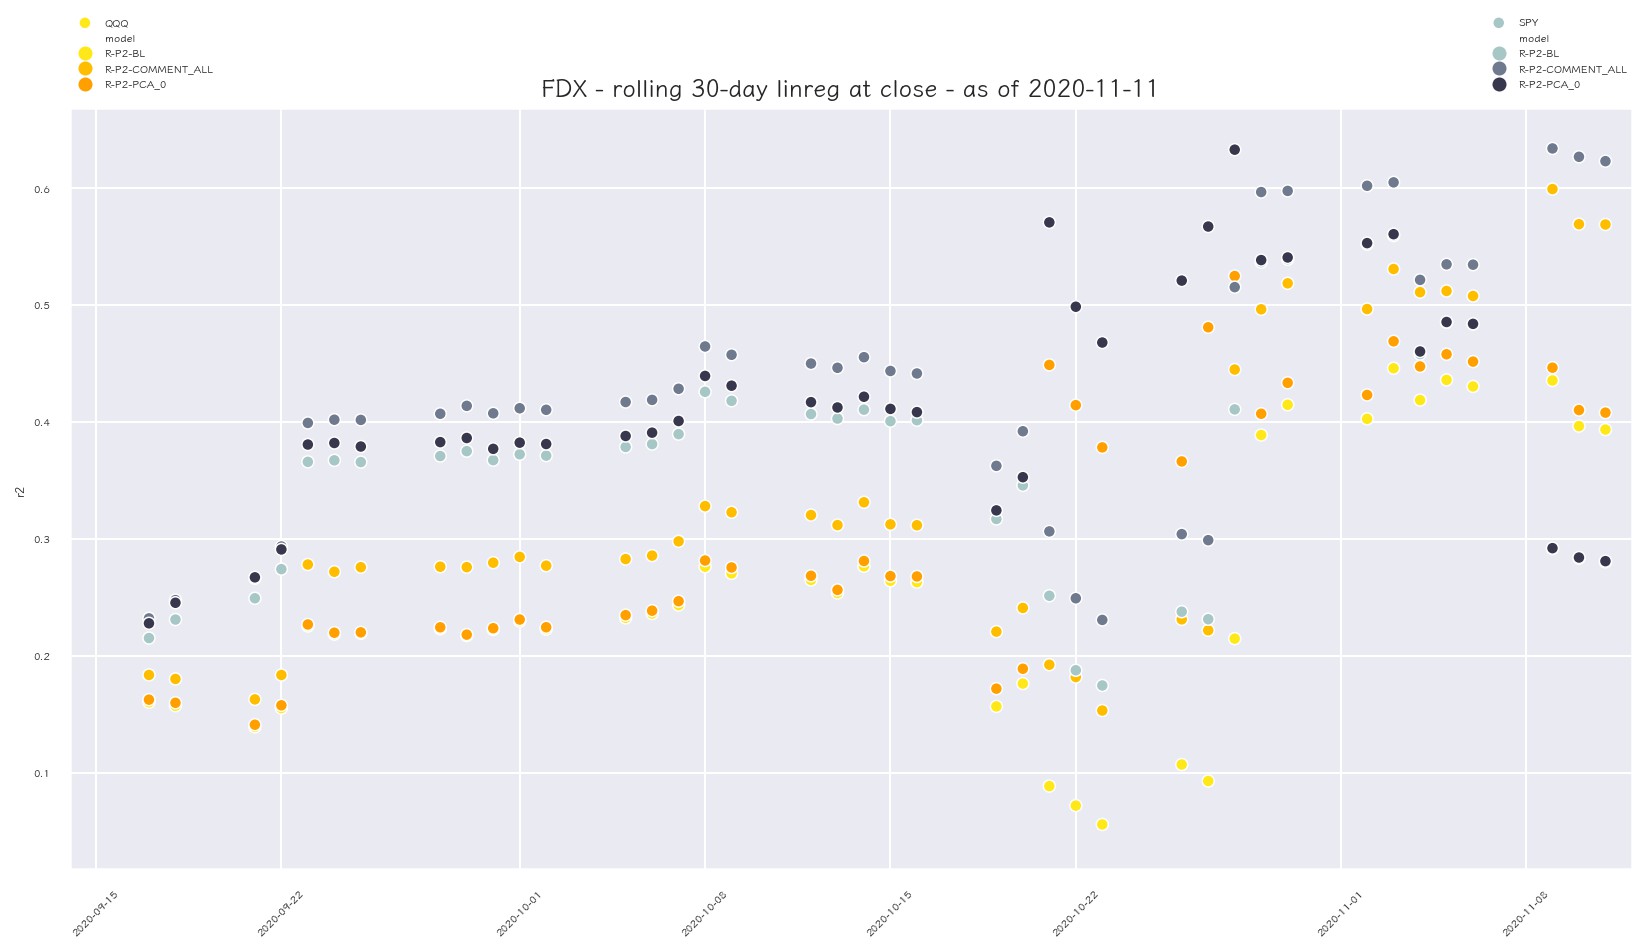 QQQ
model
R-P2-BL
R-P2-COMMENT_ALL
R-P2-PCA_0
SPY
model
R-P2-BL
R-P2-COMMENT_ALL
R-P2-PCA_0
FDX - rolling 30-day linreg at close - as of 2020-11-11
0.6
0.5
0.4
0.3
0.2
0.1
r2
2020-09-15
2020-09-22
2020-10-01
2020-10-08
2020-10-15
2020-10-22
2020-11-01
2020-11-08